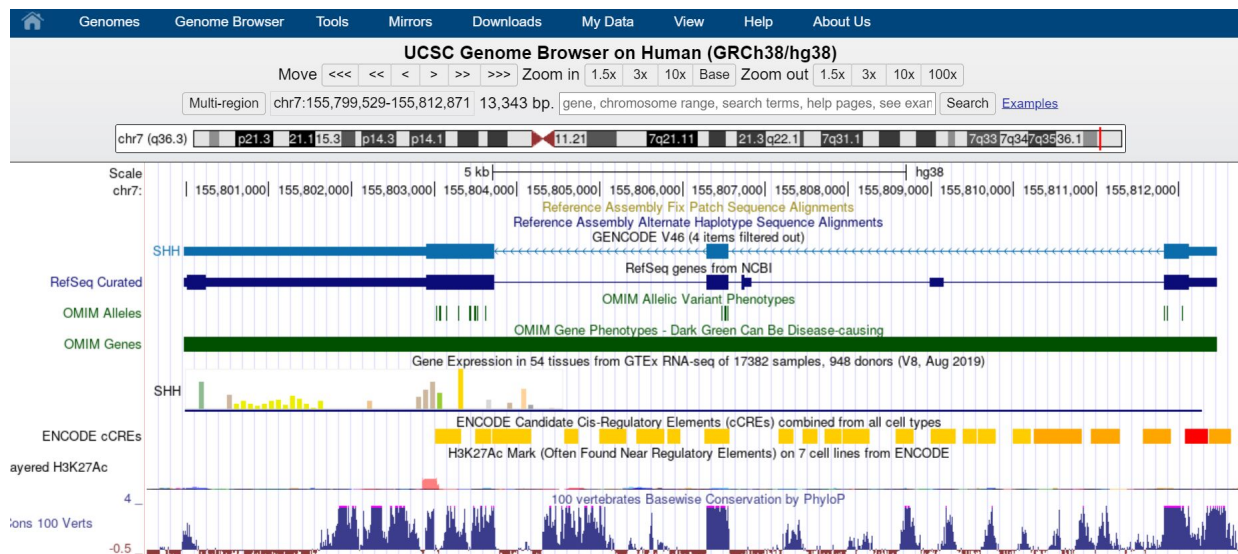 Genomes Genome Browser Tools Mirrors Downloads My Data View Help About Us
UCSC Genome Browser on Human (GRCh38/hg38)
Move <<< << < > >> >>> Zoom in 1.5x 3x 10x Base Zoom out 1.5x 3x 10x 100x
Multi-region chr7:155,799,529-155,812,871 13,343 bp. gene, chromosome range, search terms, help pages, see exan Search Examples
chr7 (q36.3) p21.3 21.1 15.3 p14.3 p14.1 11.21 7q21.11 21.3 q22.1 7q31.1 7q33 7q34 7q35 36.1
Scale 5 kb hg38
chr7: 155,801,000 155,802,000 155,803,000 155,804,000 155,805,000 155,806,000 155,807,000 155,808,000 155,809,000 155,810,000 155,811,000 155,812,000
Reference Assembly Fix Patch Sequence Alignments
Reference Assembly Alternate Haplotype Sequence Alignments
GENCODE V46 (4 items filtered out)
SHH
RefSeq genes from NCBI
RefSeq Curated
OMIM Allelic Variant Phenotypes
OMIM Alleles
OMIM Gene Phenotypes - Dark Green Can Be Disease-causing
OMIM Genes
Gene Expression in 54 tissues from GTEx RNA-seq of 17382 samples, 948 donors (V8, Aug 2019)
SHH
ENCODE Candidate Cis-Regulatory Elements (cCREs) combined from all cell types
ENCODE cCREs
H3K27Ac Mark (Often Found Near Regulatory Elements) on 7 cell lines from ENCODE
ayered H3K27Ac
100 vertebrates Basewise Conservation by PhyloP
4
Cons 100 Verts
-0.5